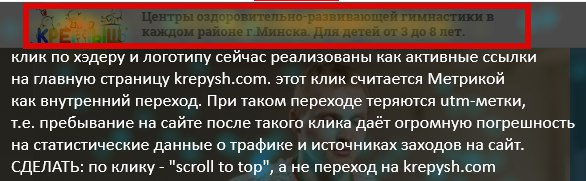 КРЕПЫШ
Центры оздоровительно-развивающей гимнастики в
каждом районе г.Минска. Для детей от 3 до 8 лет.
клик по хэдеру и логотипу сейчас реализованы как активные ссылки
на главную страницу krepysh.com. этот клик считается Метрикой
как внутренний переход. При таком переходе теряются utm-метки,
т.е. пребывание на сайте после такого клика даёт огромную погрешность
на статистические данные о трафике и источниках заходов на сайт.
СДЕЛАТЬ: по клику - "scroll to top", а не переход на krepysh.com